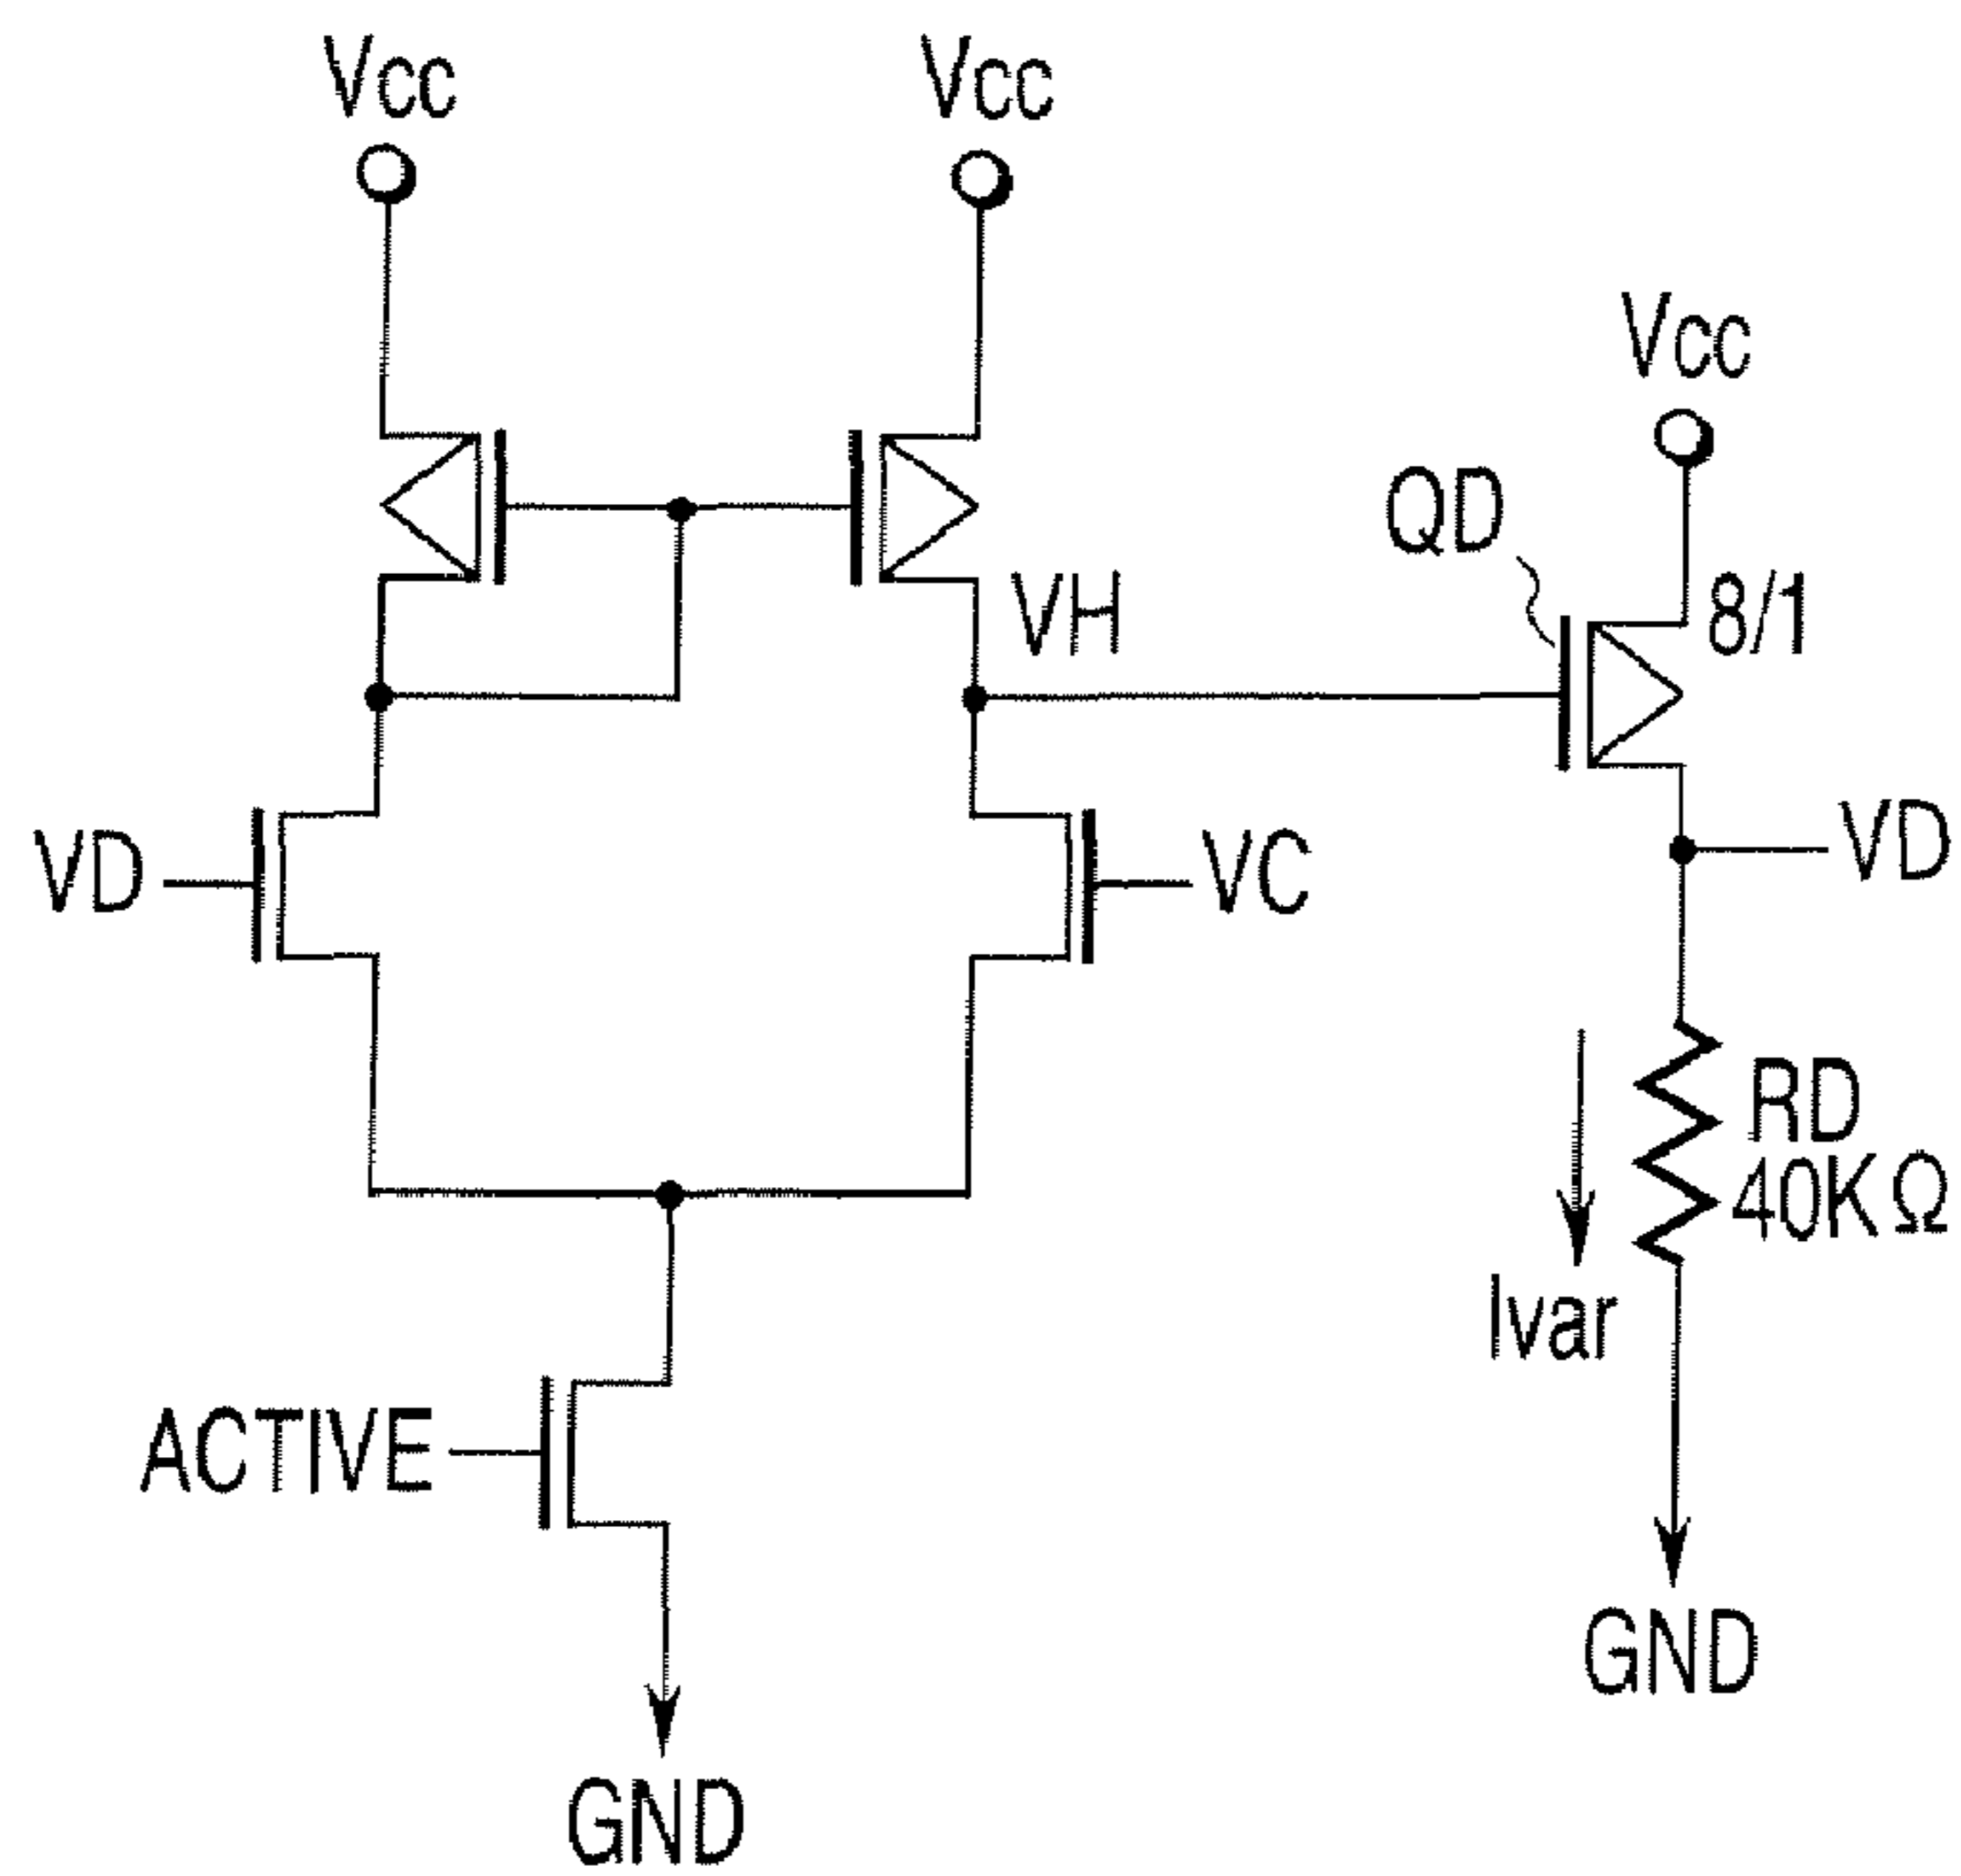 Vcc
Vcc
Vcc
QD
8/1
VH
VD
VC
VD
RD
40KΩ
Ivar
ACTIVE
GND
GND